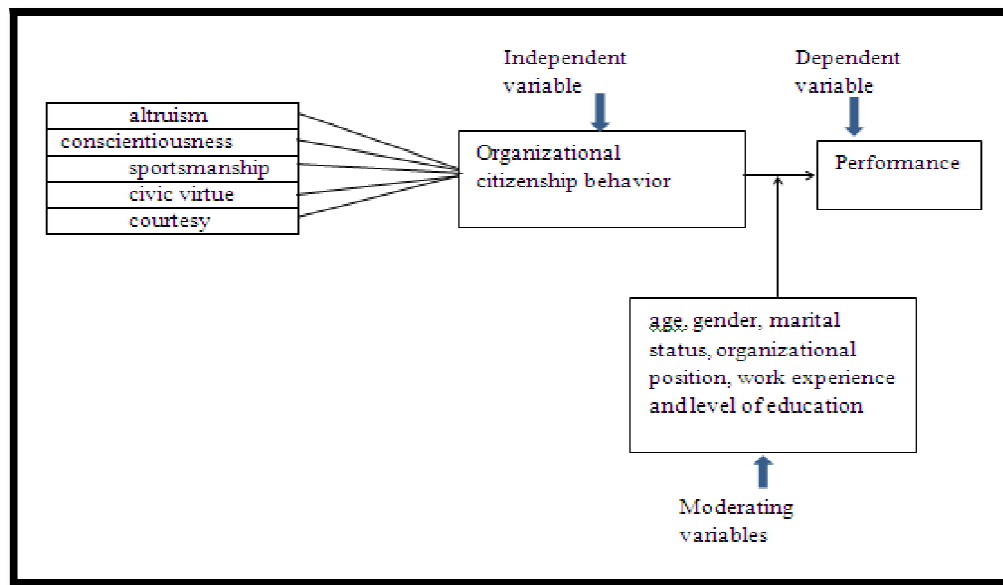 Independent
variable
Dependent
variable
altruism
conscientiousness
sportsmanship
civic virtue
courtesy
Organizational
citizenship behavior
Performance
age, gender, marital
status, organizational
position, work experience
and level of education
Moderating
variables